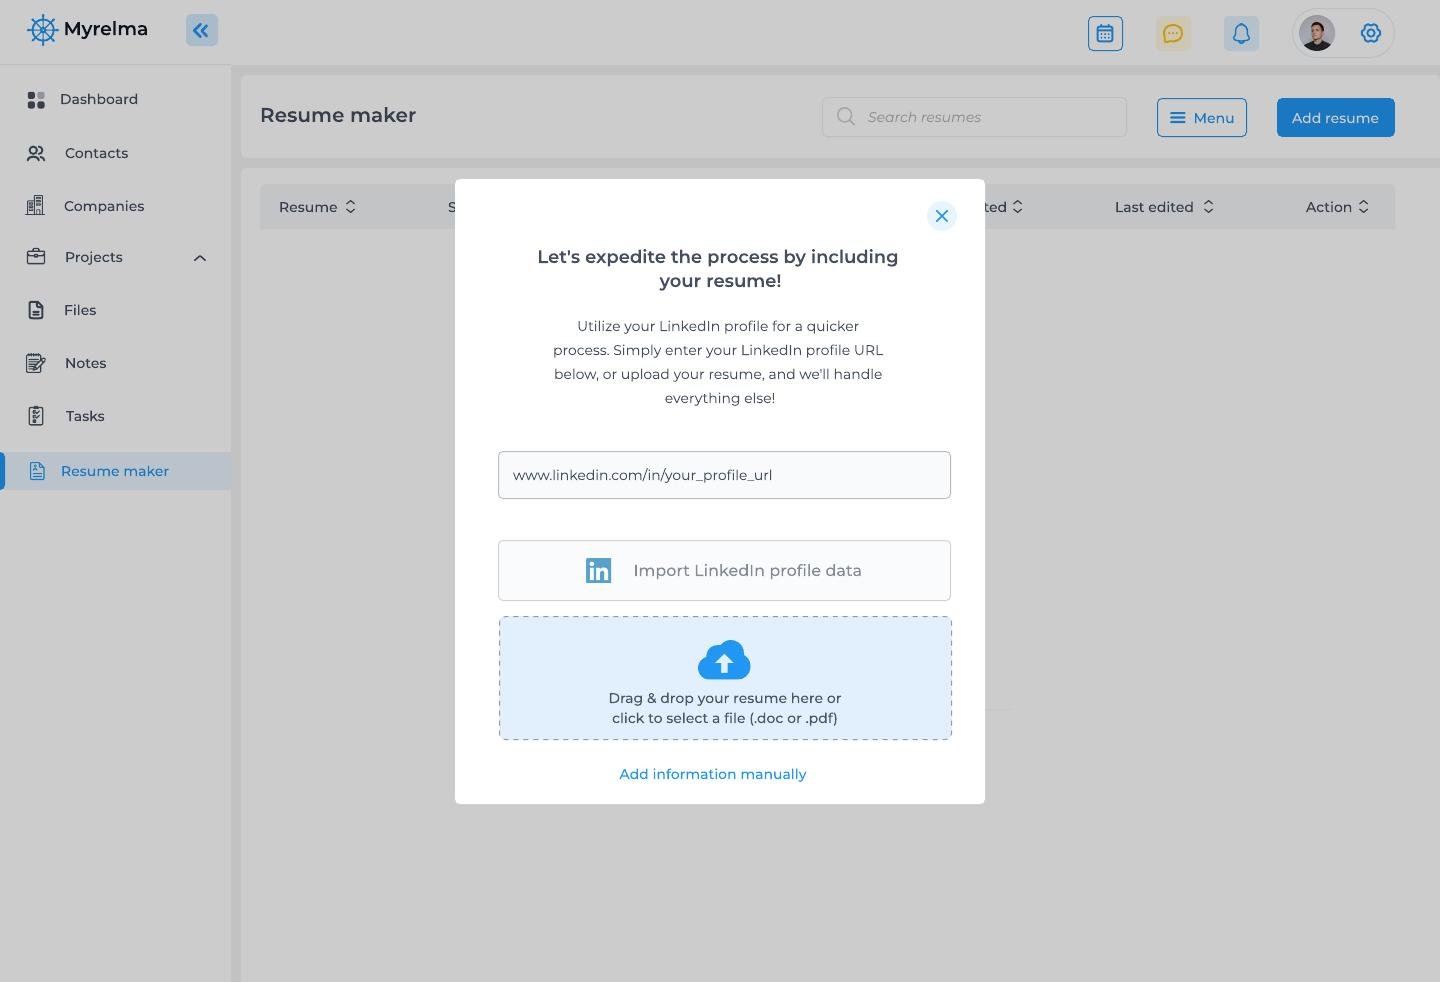 Myrelma
Dashboard
Contacts
Companies
Projects
Files
Notes
Tasks
Resume maker
Resume maker
Search resumes
Menu
Add resume
Resume
Last edited
Action
Let's expedite the process by including
your resume!
Utilize your LinkedIn profile for a quicker
process. Simply enter your LinkedIn profile URL
below, or upload your resume, and we'll handle
everything else!
www.linkedin.com/in/your_profile_url
in Import LinkedIn profile data
Drag & drop your resume here or
click to select a file (.doc or .pdf)
Add information manually